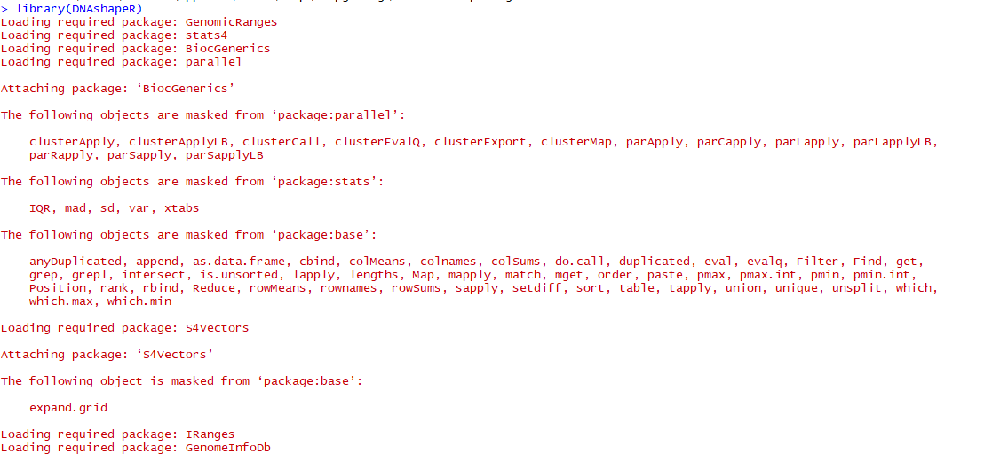 > library(DNAshapeR)
Loading required package: GenomicRanges
Loading required package: stats4
Loading required package: BiocGenerics
Loading required package: parallel
Attaching package: ‘BiocGenerics’
The following objects are masked from ‘package:parallel’:
clusterApply, clusterApplyLB, clusterCall, clusterEvalQ, clusterExport, clusterMap, parApply, parCapply, parLapply, parLapplyLB,
parRapply, parSapply, parSapplyLB
The following objects are masked from ‘package:stats’:
IQR, mad, sd, var, xtabs
The following objects are masked from ‘package:base’:
anyDuplicated, append, as.data.frame, cbind, colMeans, colnames, colSums, do.call, duplicated, eval, evalq, Filter, Find, get,
grep, grepl, intersect, is.unsorted, lapply, lengths, Map, mapply, match, mget, order, paste, pmax, pmax.int, pmin, pmin.int,
Position, rank, rbind, Reduce, rowMeans, rownames, rowSums, sapply, setdiff, sort, table, tapply, union, unique, unsplit, which,
which.max, which.min
Loading required package: S4Vectors
Attaching package: ‘S4Vectors’
The following object is masked from ‘package:base’:
expand.grid
Loading required package: IRanges
Loading required package: GenomeInfoDb